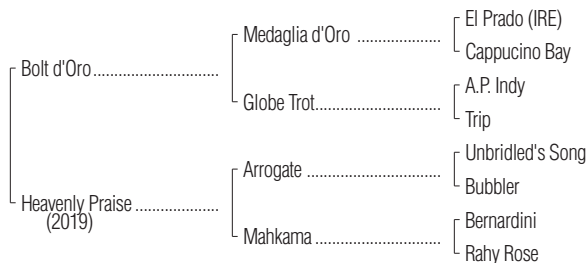 El Prado (IRE)
Medaglia d'Oro ....................
Cappucino Bay
Bolt d'Oro..............................
A.P. Indy
Globe Trot..............................
Trip
Unbridled's Song
Arrogate ................................
Bubbler
Heavenly Praise ....................
(2019)
Bernardini
Mahkama ..............................
Rahy Rose